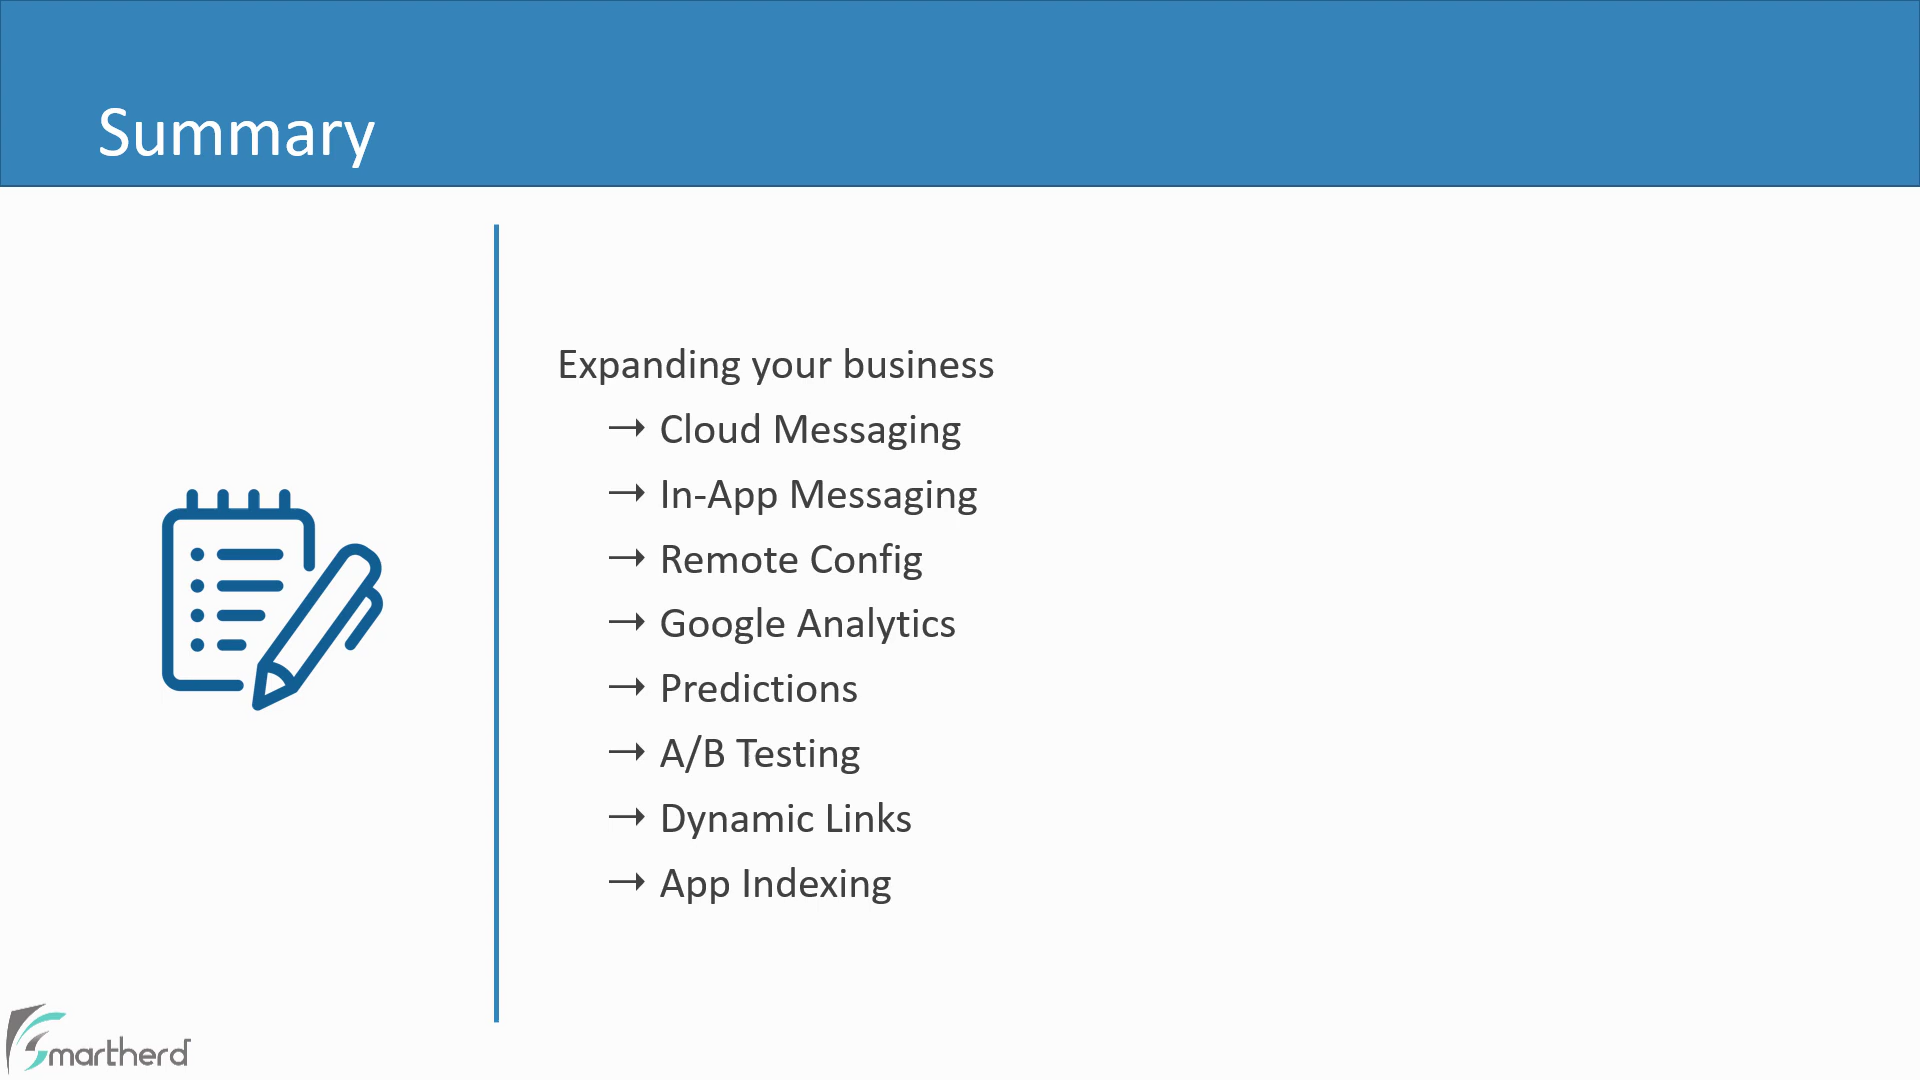 Summary
Expanding your business
→ Cloud Messaging
→ In-App Messaging
→ Remote Config
→ Google Analytics
→ Predictions
→ A/B Testing
→ Dynamic Links
→ App Indexing
Smartherd